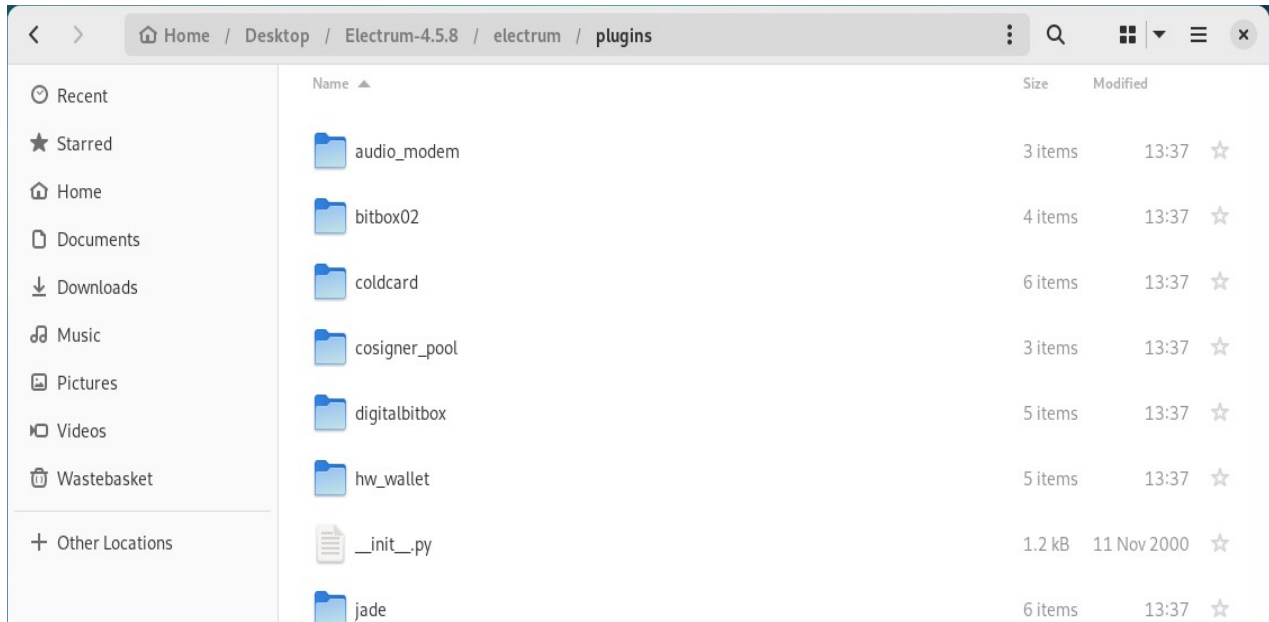 Home / Desktop / Electrum-4.5.8 / electrum / plugins
Recent
Starred
Home
Documents
Downloads
Music
Pictures
Videos
Wastebasket
Other Locations
Name Size Modified
audio_modem 3 items 13:37
bitbox02 4 items 13:37
coldcard 6 items 13:37
cosigner_pool 3 items 13:37
digitalbitbox 5 items 13:37
hw_wallet 5 items 13:37
__init__.py 1.2 kB 11 Nov 2000
jade 6 items 13:37